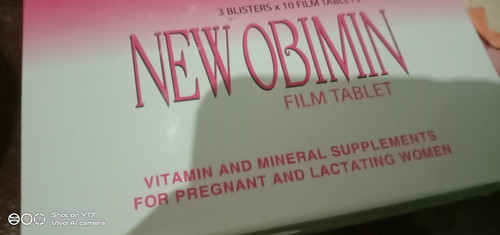 3 BLISTERS x 10 FILM TABLETS
NEW OBIMIN
FILM TABLET
VITAMIN AND MINERAL SUPPLEMENTS
FOR PREGNANT AND LACTATING WOMEN
Shot on Y17
Vivo AI camera